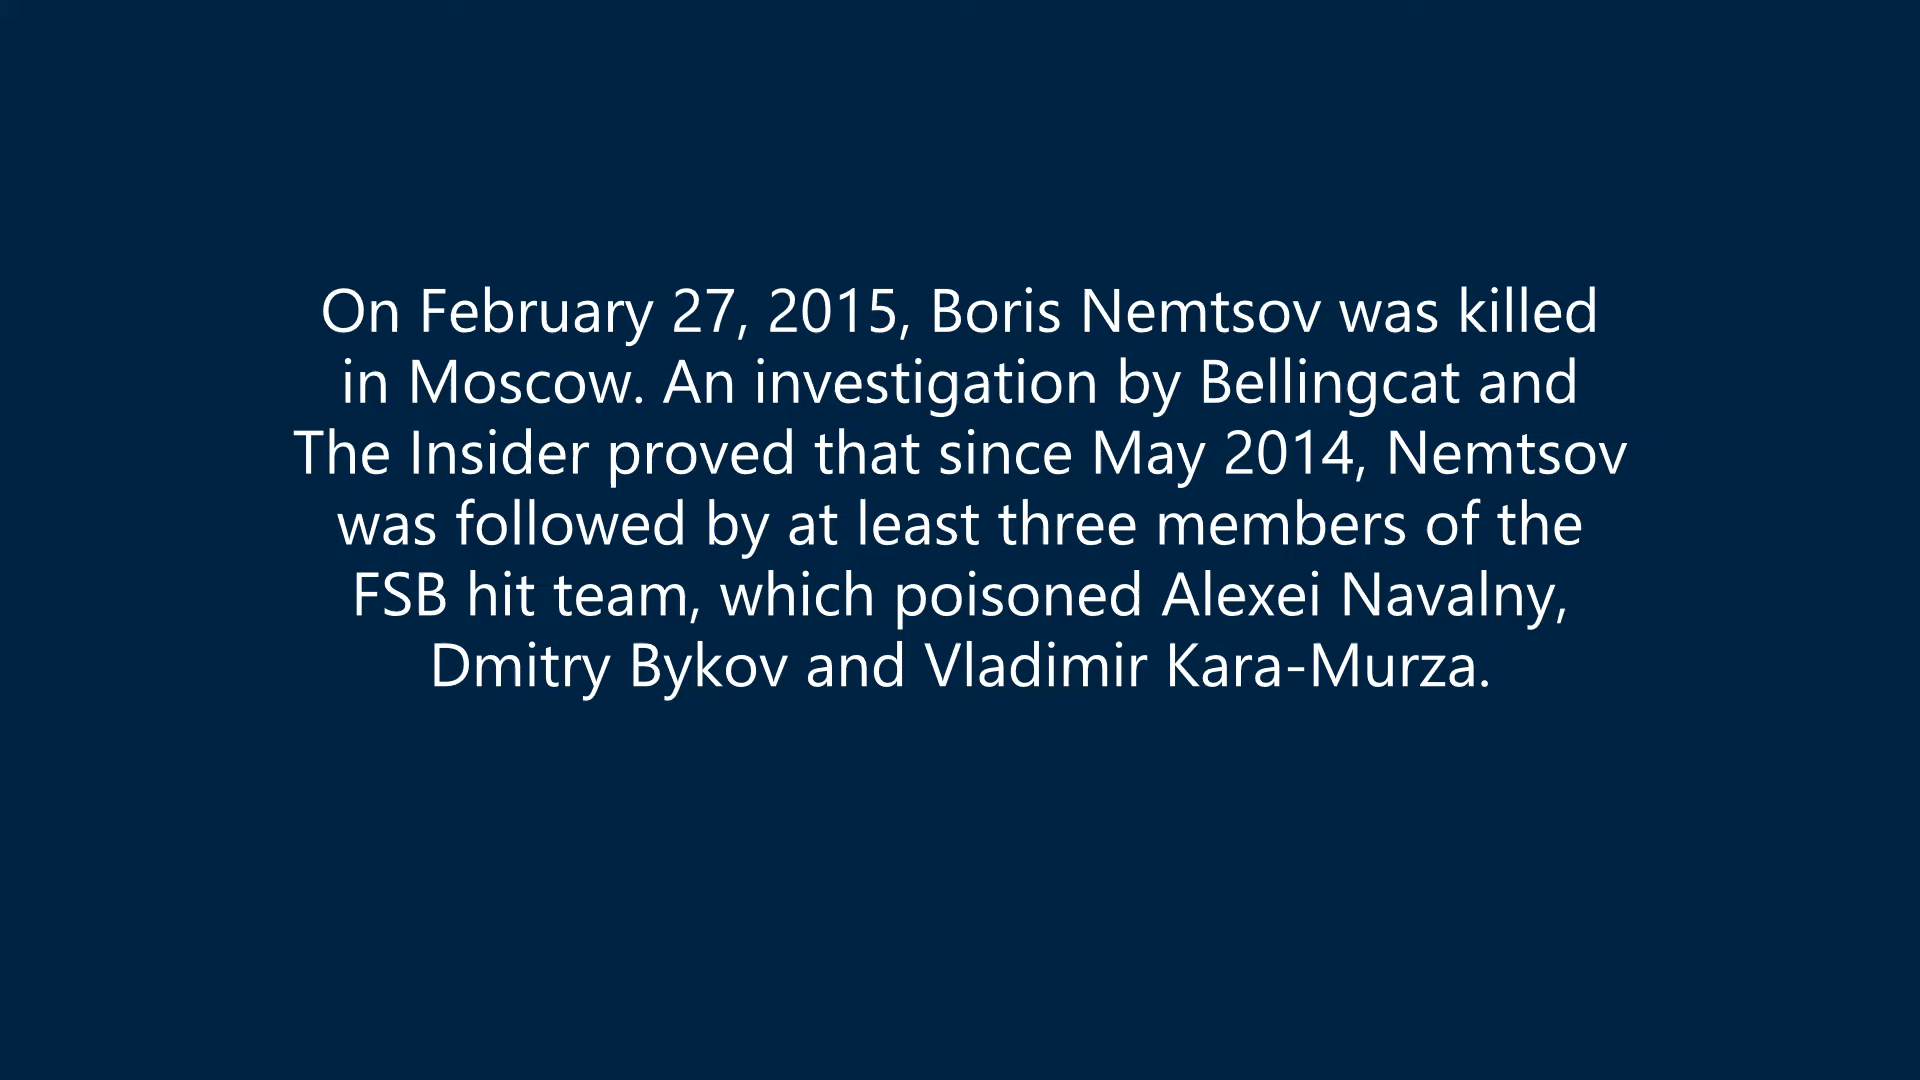 On February 27, 2015, Boris Nemtsov was killed
in Moscow. An investigation by Bellingcat and
The Insider proved that since May 2014, Nemtsov
was followed by at least three members of the
FSB hit team, which poisoned Alexei Navalny,
Dmitry Bykov and Vladimir Kara-Murza.